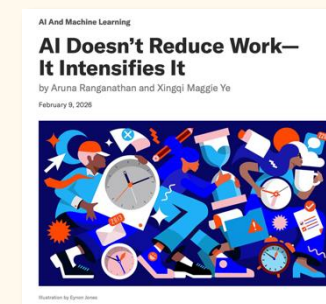 AI And Machine Learning
AI Doesn't Reduce Work—
It Intensifies It
by Aruna Ranganathan and Xingqi Maggie Ye
February 9, 2026
Illustration by Eynon Jones